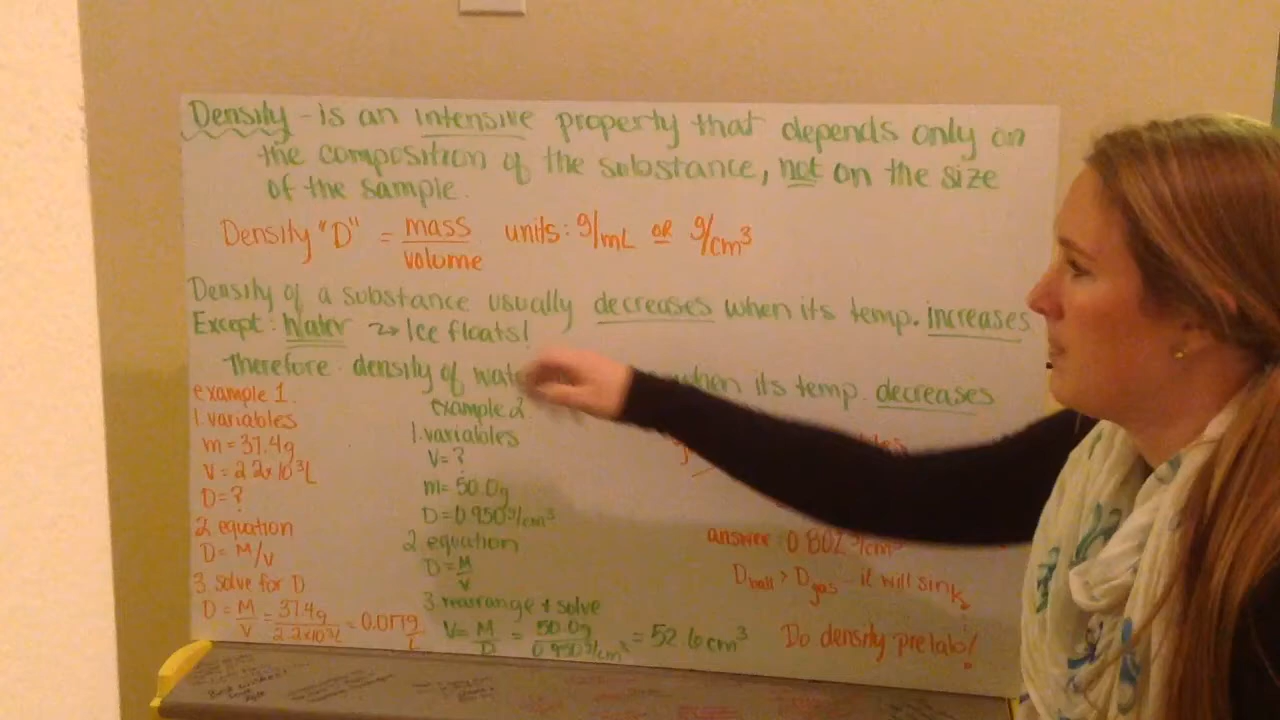 Density - is an intensive property that depends only on
the composition of the substance, not on the size
of the sample.
Density "D" = mass/volume units: g/mL or g/cm³
Density of a substance usually decreases when its temp. increases
Except: Water → Ice floats!
Therefore density of when its temp. decreases
example 1.
1. variables
m = 37.4g
V = 2.2x10³L
D = ?
2 equation
D = M/V
3. solve for D
D = M/V = 37.4g/2.2x10³L = 0.017g/L
example 2
1. variables
V = ?
m = 50.0g
D = 0.950g/cm³
2 equation
D = M/V
3. rearrange + solve
V = M/D = 50.0g/0.950g/cm³ = 52.6cm³
answer: 0.802g/cm³
D ball > D gas it will sink
Do density prelab!